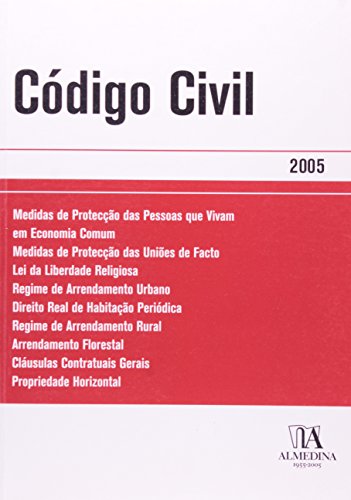 Código Civil
2005
Medidas de Protecção das Pessoas que Vivam
em Economia Comum
Medidas de Protecção das Uniões de Facto
Lei da Liberdade Religiosa
Regime de Arrendamento Urbano
Direito Real de Habitação Periódica
Regime de Arrendamento Rural
Arrendamento Florestal
Cláusulas Contratuais Gerais
Propriedade Horizontal
ALMEDINA
1955-2005